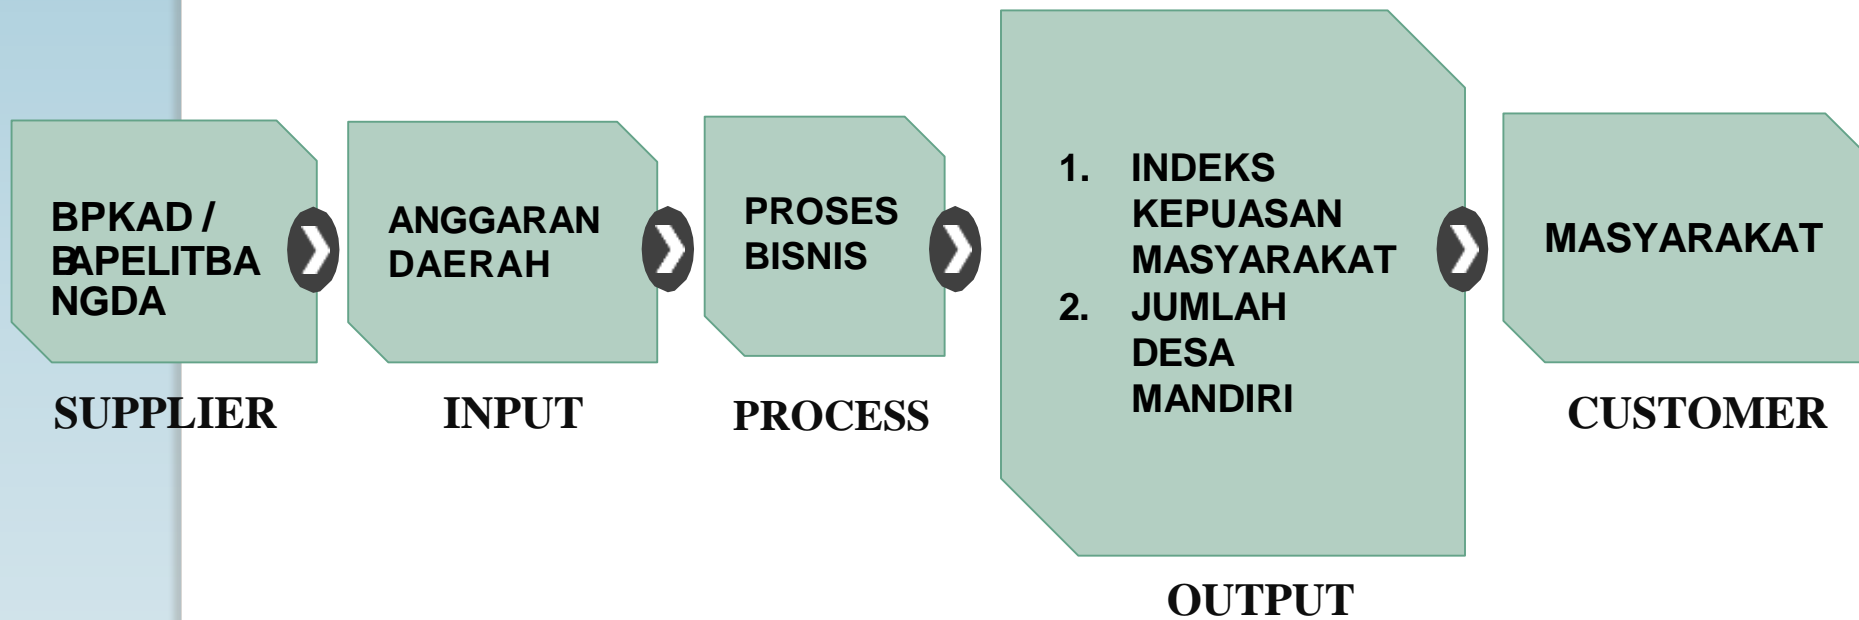 BPKAD /
BAPELITBA
NGDA
SUPPLIER
ANGGARAN
DAERAH
INPUT
PROSES
BISNIS
PROCESS
1. INDEKS
KEPUASAN
MASYARAKAT
2. JUMLAH
DESA
MANDIRI
OUTPUT
MASYARAKAT
CUSTOMER